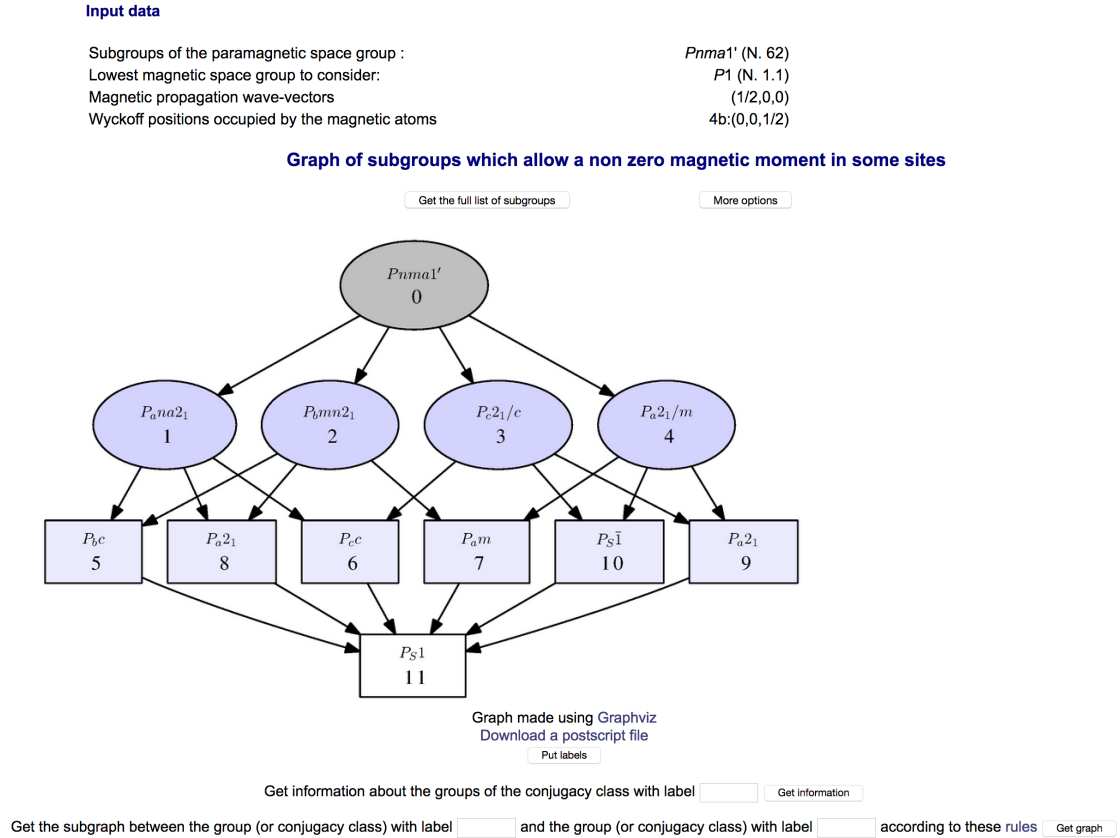 Input data
Subgroups of the paramagnetic space group : Pnma1' (N. 62)
Lowest magnetic space group to consider: P1 (N. 1.1)
Magnetic propagation wave-vectors (1/2,0,0)
Wyckoff positions occupied by the magnetic atoms 4b:(0,0,1/2)
Graph of subgroups which allow a non zero magnetic moment in some sites
Get the full list of subgroups More options
Pnma1′
0
Pₐna2₁ P_bmn2₁ P_c2₁/c Pₐ2₁/m
1 2 3 4
P_bc Pₐ2₁ P_cc Pₐm P_S1̄ Pₐ2₁
5 8 6 7 10 9
P_S1
11
Graph made using Graphviz
Download a postscript file
Put labels
Get information about the groups of the conjugacy class with label Get information
Get the subgraph between the group (or conjugacy class) with label and the group (or conjugacy class) with label according to these rules Get graph